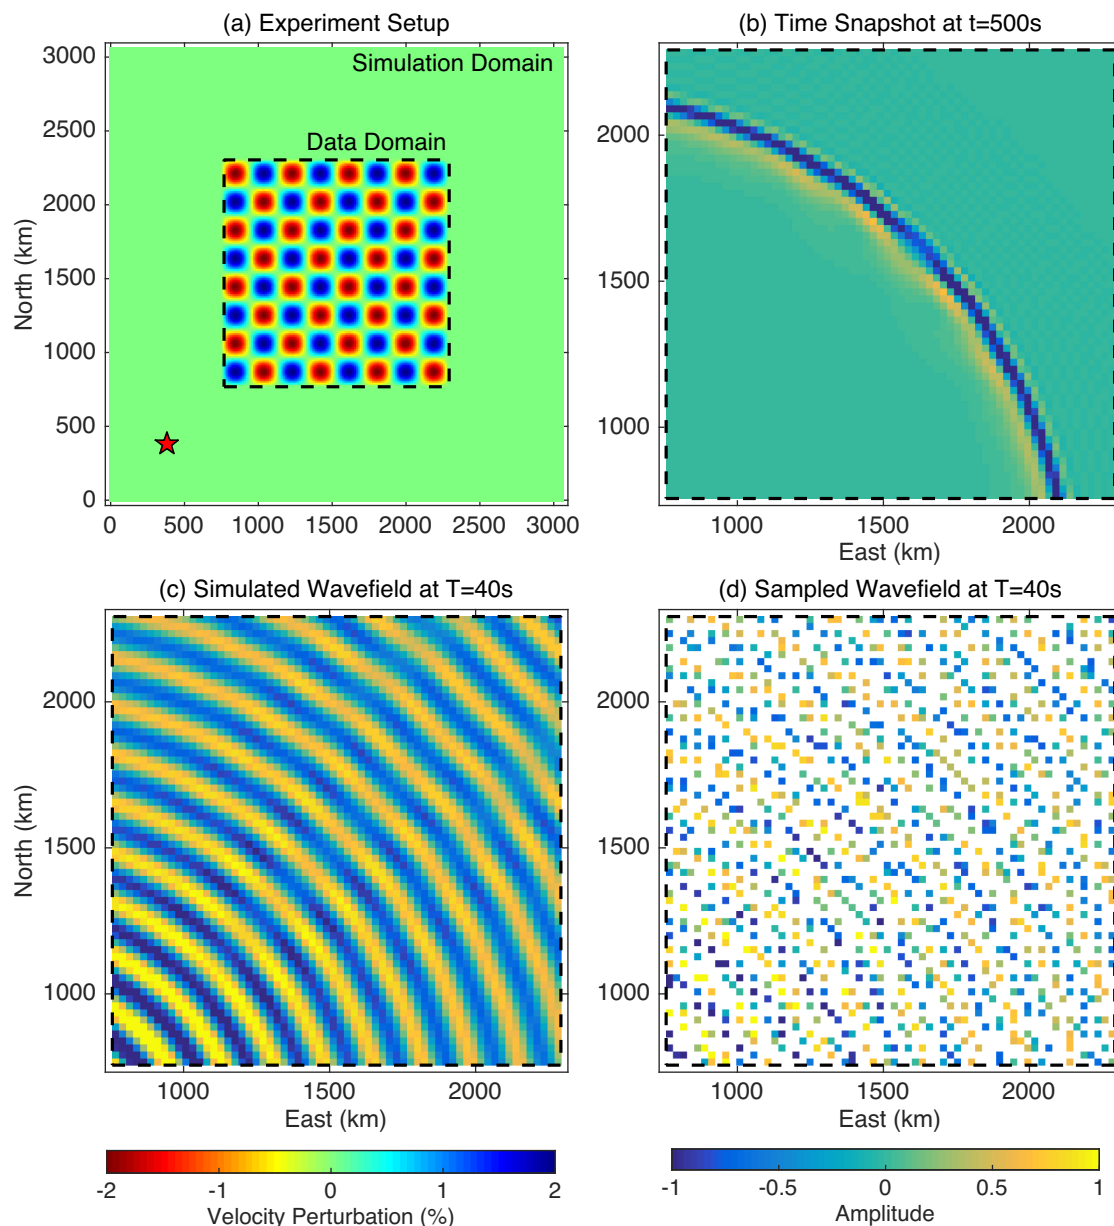 (a) Experiment Setup
Simulation Domain
Data Domain
North (km)
3000
2500
2000
1500
1000
500
0
0 500 1000 1500 2000 2500 3000
(b) Time Snapshot at t=500s
2000
1500
1000
1000 1500 2000
East (km)
(c) Simulated Wavefield at T=40s
North (km)
2000
1500
1000
1000 1500 2000
East (km)
(d) Sampled Wavefield at T=40s
2000
1500
1000
1000 1500 2000
East (km)
-2 -1 0 1 2
Velocity Perturbation (%)
-1 -0.5 0 0.5 1
Amplitude